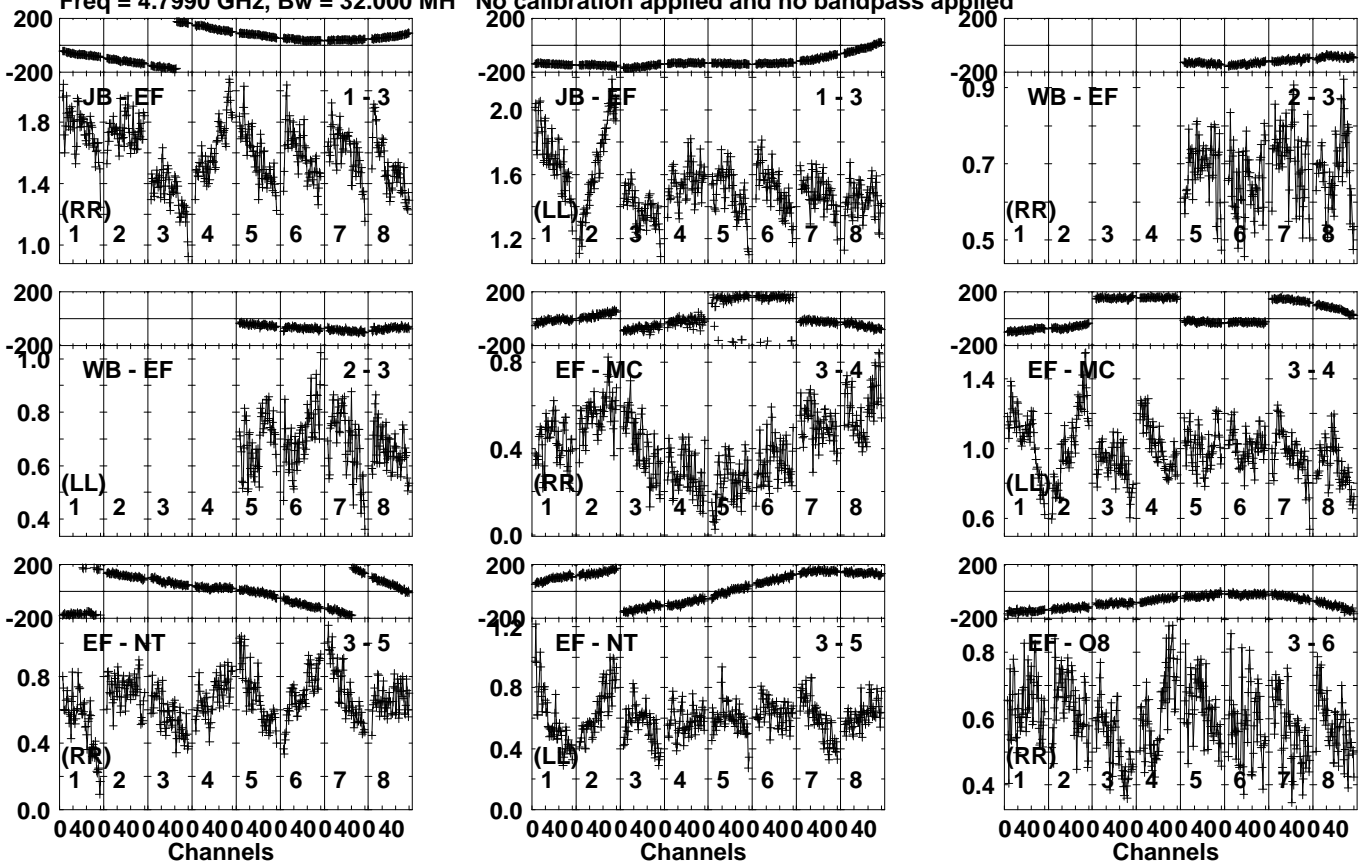 Freq = 4.7990 GHz, Bw = 32.000 MH No calibration applied and no bandpass applied
200
-200
JB - EF 1 - 3
1.8
1.4
1.0
(RR)
1 2 3 4 5 6 7 8
200
-200
JB - EF 1 - 3
2.0
1.6
1.2
(LL)
1 2 3 4 5 6 7 8
200
-200
0.9
WB - EF 2 - 3
0.7
0.5
(RR)
1 2 3 4 5 6 7 8
200
-200
1.0
WB - EF 2 - 3
0.8
0.6
0.4
(LL)
1 2 3 4 5 6 7 8
200
-200
0.8
EF - MC 3 - 4
0.4
0.0
(RR)
1 2 3 4 5 6 7 8
200
-200
EF - MC 3 - 4
1.4
1.0
0.6
(LL)
1 2 3 4 5 6 7 8
200
-200
EF - NT 3 - 5
0.8
0.4
0.0
(RR)
1 2 3 4 5 6 7 8
200
-200
1.2
EF - NT 3 - 5
0.8
0.4
0.0
(LL)
1 2 3 4 5 6 7 8
200
-200
EF - O8 3 - 6
0.8
0.6
0.4
(RR)
1 2 3 4 5 6 7 8
0 40 0 40 0 40 0 40 0 40 0 40 0 40 0 40
Channels
0 40 0 40 0 40 0 40 0 40 0 40 0 40 0 40
Channels
0 40 0 40 0 40 0 40 0 40 0 40 0 40 0 40
Channels